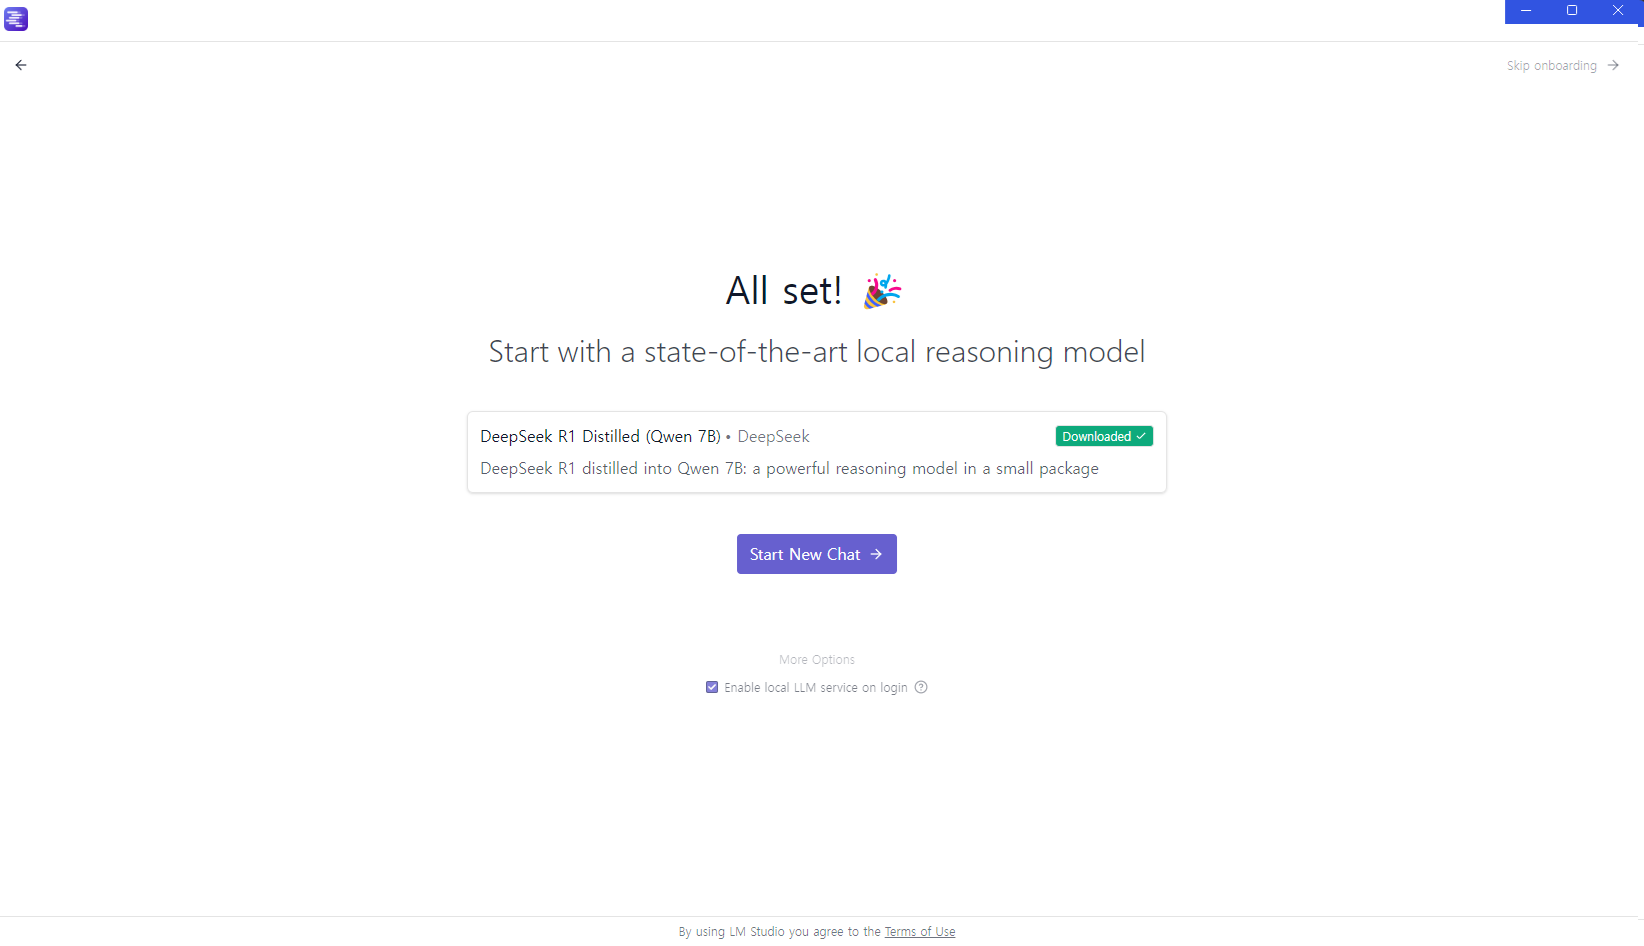 Skip onboarding
All set!
Start with a state-of-the-art local reasoning model
DeepSeek R1 Distilled (Qwen 7B) • DeepSeek
Downloaded
DeepSeek R1 distilled into Qwen 7B: a powerful reasoning model in a small package
Start New Chat
More Options
Enable local LLM service on login
By using LM Studio you agree to the Terms of Use